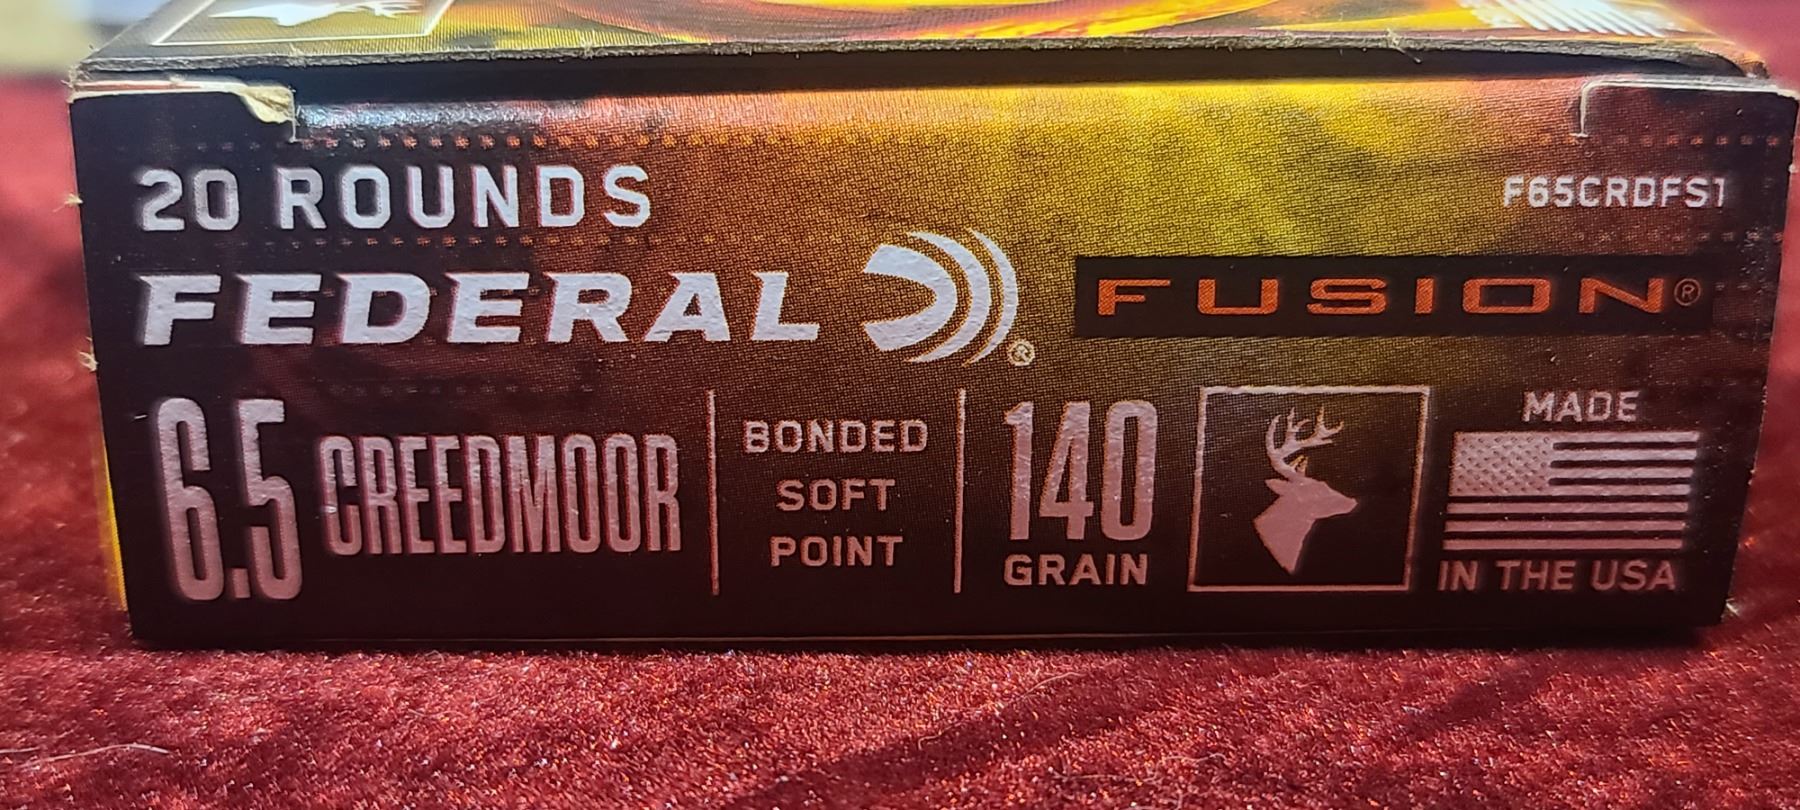 20 ROUNDS
F65CRDFS1
FEDERAL ®
FUSION®
6.5 CREEDMOOR
BONDED
SOFT
POINT
140
GRAIN
MADE
IN THE USA